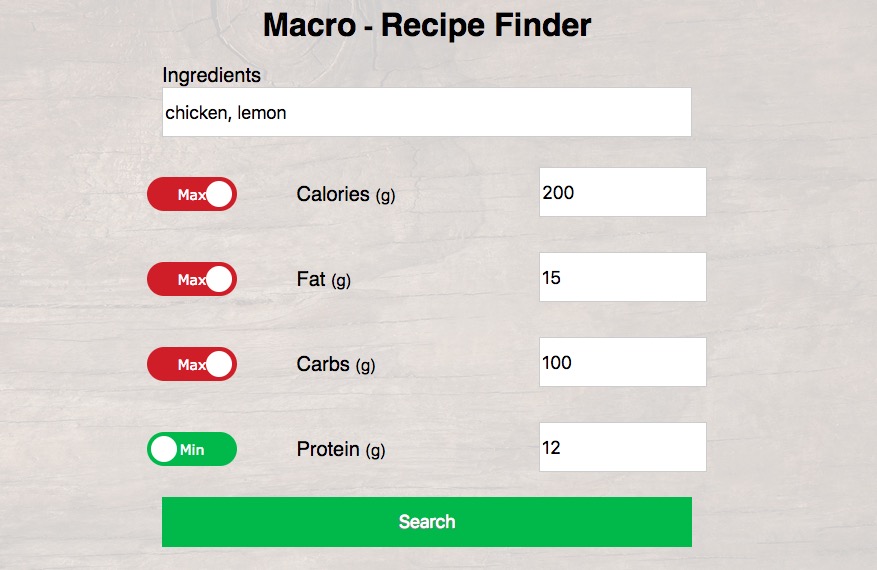 Macro - Recipe Finder
Ingredients
chicken, lemon
Max Calories (g) 200
Max Fat (g) 15
Max Carbs (g) 100
Min Protein (g) 12
Search